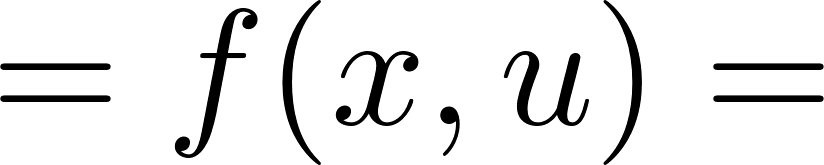 = f(x, u) =